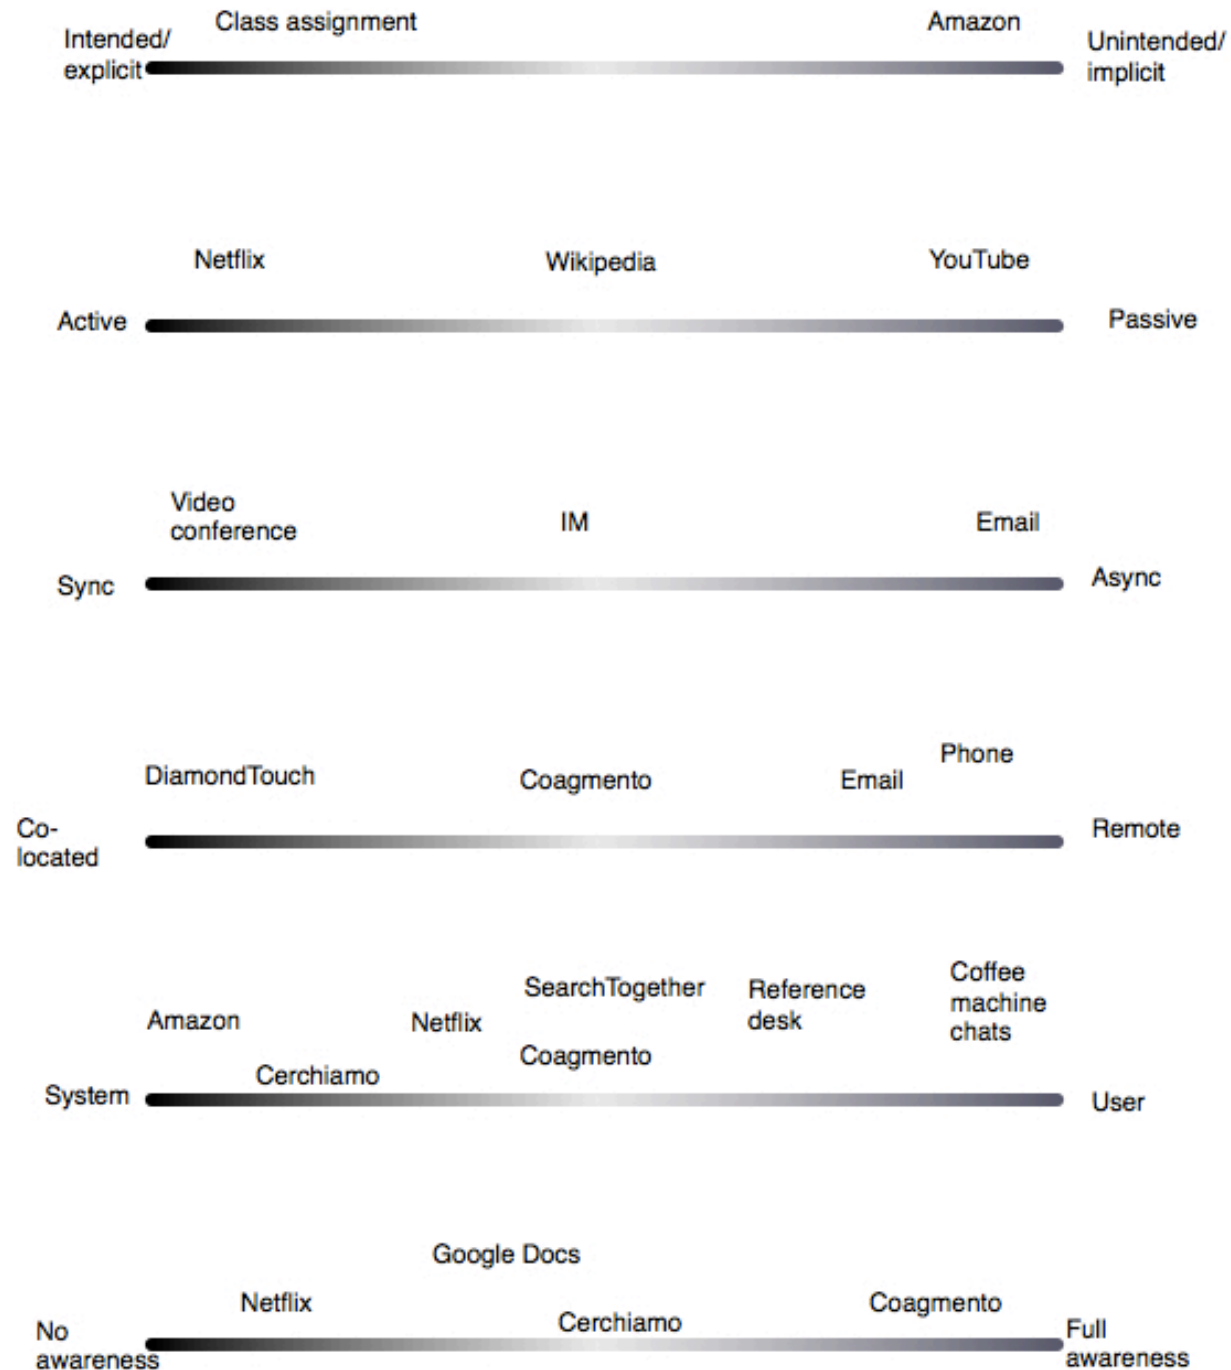 Class assignment
Amazon
Intended/
explicit
Unintended/
implicit
Netflix
Wikipedia
YouTube
Active
Passive
Video
conference
IM
Email
Sync
Async
DiamondTouch
Coagmento
Email
Phone
Co-
located
Remote
Amazon
Cerchiamo
Netflix
SearchTogether
Coagmento
Reference
desk
Coffee
machine
chats
System
User
Google Docs
Netflix
Cerchiamo
Coagmento
No
awareness
Full
awareness